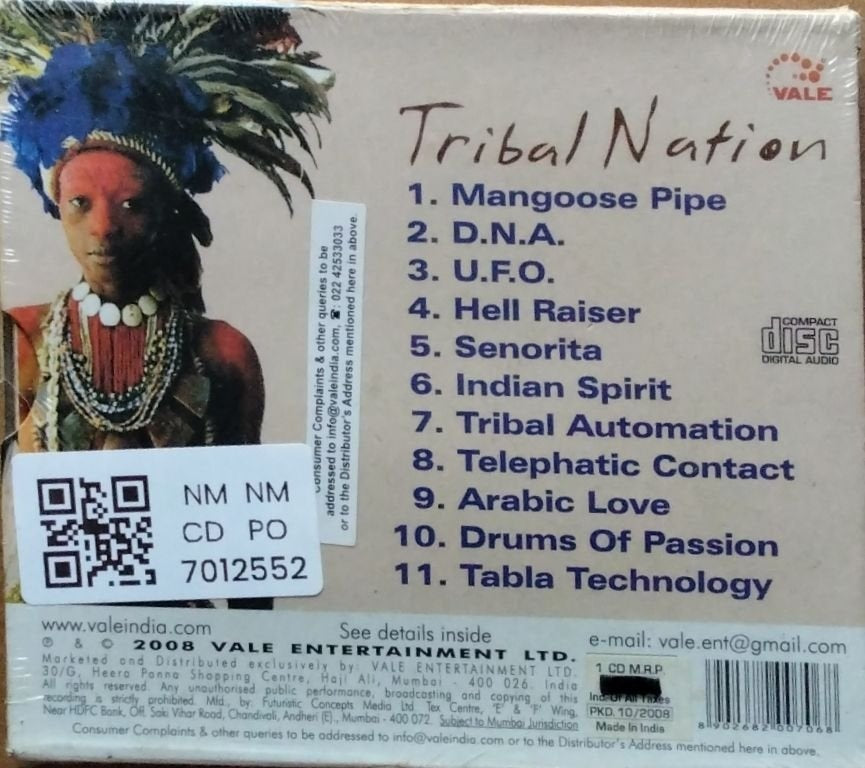 VALE
Tribal Nation
1. Mangoose Pipe
2. D.N.A.
3. U.F.O.
4. Hell Raiser
5. Senorita
6. Indian Spirit
7. Tribal Automation
8. Telephatic Contact
9. Arabic Love
10. Drums Of Passion
11. Tabla Technology
COMPACT
disc
DIGITAL AUDIO
Consumer Complaints & other queries to be
addressed to info@valeindia.com, ☎: 022 42533033
or to the Distributor's Address mentioned here in above.
NM NM
CD PO
7012552
www.valeindia.com
See details inside
e-mail: vale.ent@gmail.com
℗ & © 2008 VALE ENTERTAINMENT LTD.
Marketed and Distributed exclusively by: VALE ENTERTAINMENT LTD.
30/G, Heera Panna Shopping Centre, Haji Ali, Mumbai - 400 026. India
All rights reserved. Any unauthorised public performance, broadcasting and copying of this
recording is strictly prohibited. Mfd., by: Futuristic Concepts Media Ltd. Tex Centre, 'E' & 'F' Wing,
Near HDFC Bank, Off. Saki Vihar Road, Chandivali, Andheri (E)., Mumbai - 400 072. Subject to Mumbai Jurisdiction
1 CD M.R.P.
Incl. Of All Taxes
PKD. 10/2008
Made in India
8 902682 007068
Consumer Complaints & other queries to be addressed to info@valeindia.com or to the Distributor's Address mentioned here in above.